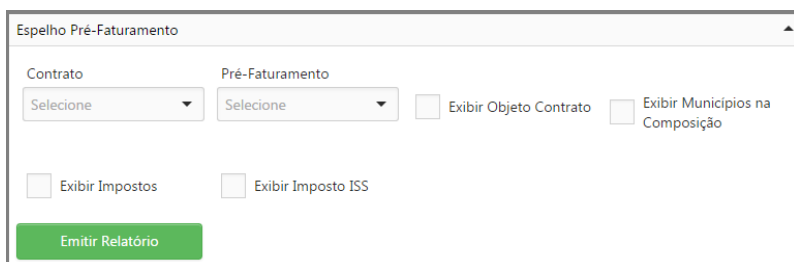 Espelho Pré-Faturamento
Contrato
Pré-Faturamento
Selecione
Selecione
Exibir Objeto Contrato
Exibir Municipios na
Composição
Exibir Impostos
Exibir Imposto ISS
Emitir Relatório